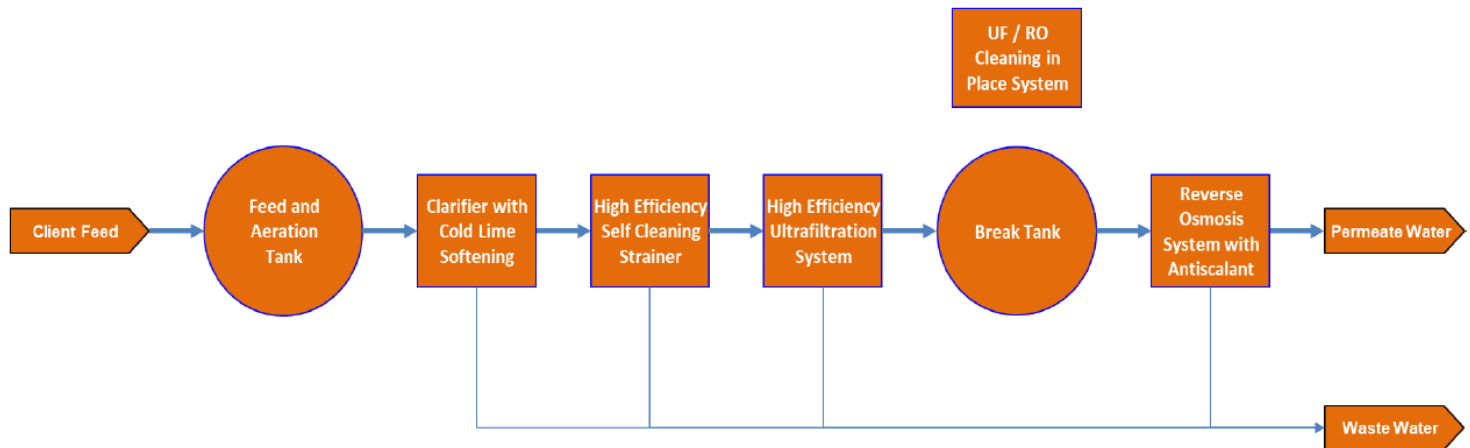 UF / RO
Cleaning in
Place System
Client Feed
Feed and
Aeration
Tank
Clarifier with
Cold Lime
Softening
High Efficiency
Self Cleaning
Strainer
High Efficiency
Ultrafiltration
System
Break Tank
Reverse
Osmosis
System with
Antiscalant
Permeate Water
Waste Water